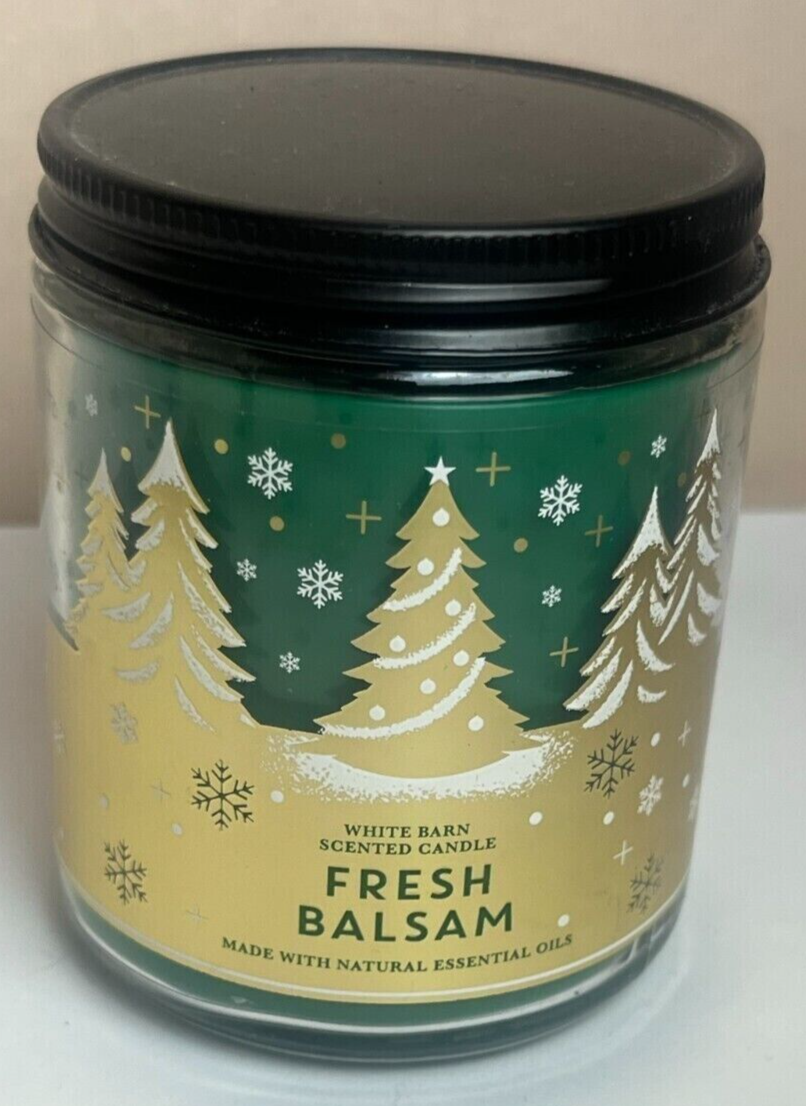 WHITE BARN
SCENTED CANDLE
FRESH
BALSAM
MADE WITH NATURAL ESSENTIAL OILS